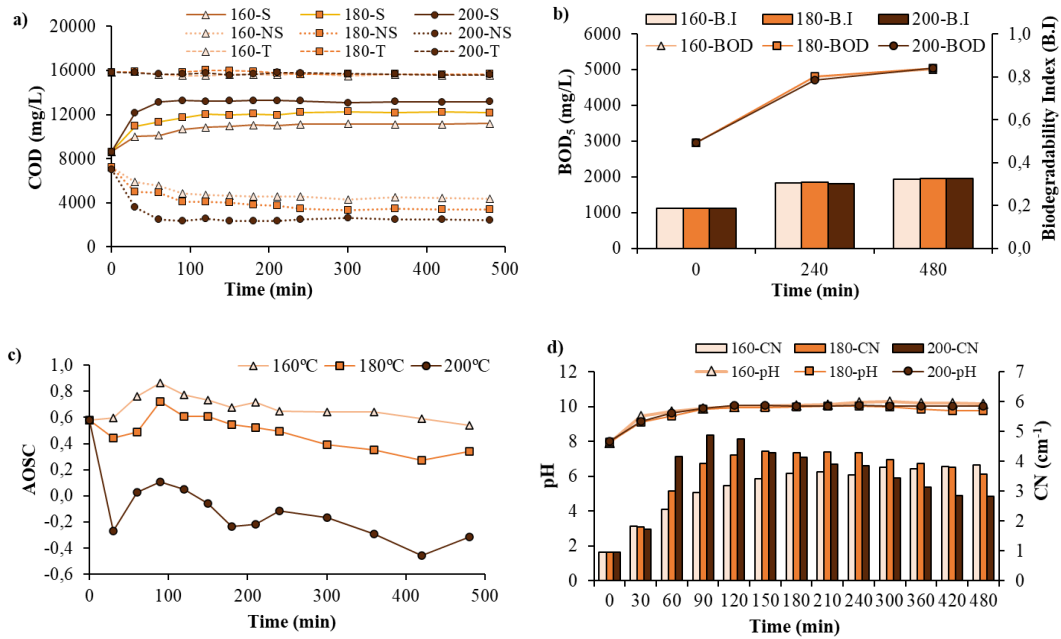 a)
160-S 180-S 200-S
160-NS 180-NS 200-NS
160-T 180-T 200-T
20000
16000
12000
8000
4000
0
COD (mg/L)
0 100 200 300 400 500
Time (min)
b)
160-B.I 180-B.I 200-B.I
160-BOD 180-BOD 200-BOD
6000
5000
4000
3000
2000
1000
0
BOD5 (mg/L)
1,0
0,8
0,6
0,4
0,2
0,0
Biodegradability Index (B.I)
0 240 480
Time (min)
c)
160ºC 180ºC 200ºC
1,0
0,8
0,6
0,4
0,2
0,0
-0,2
-0,4
-0,6
AOSC
0 100 200 300 400 500
Time (min)
d)
160-CN 180-CN 200-CN
160-pH 180-pH 200-pH
12
10
8
6
4
2
0
pH
7
6
5
4
3
2
1
0
CN (cm-1)
0 30 60 90 120 150 180 210 240 300 360 420 480
Time (min)